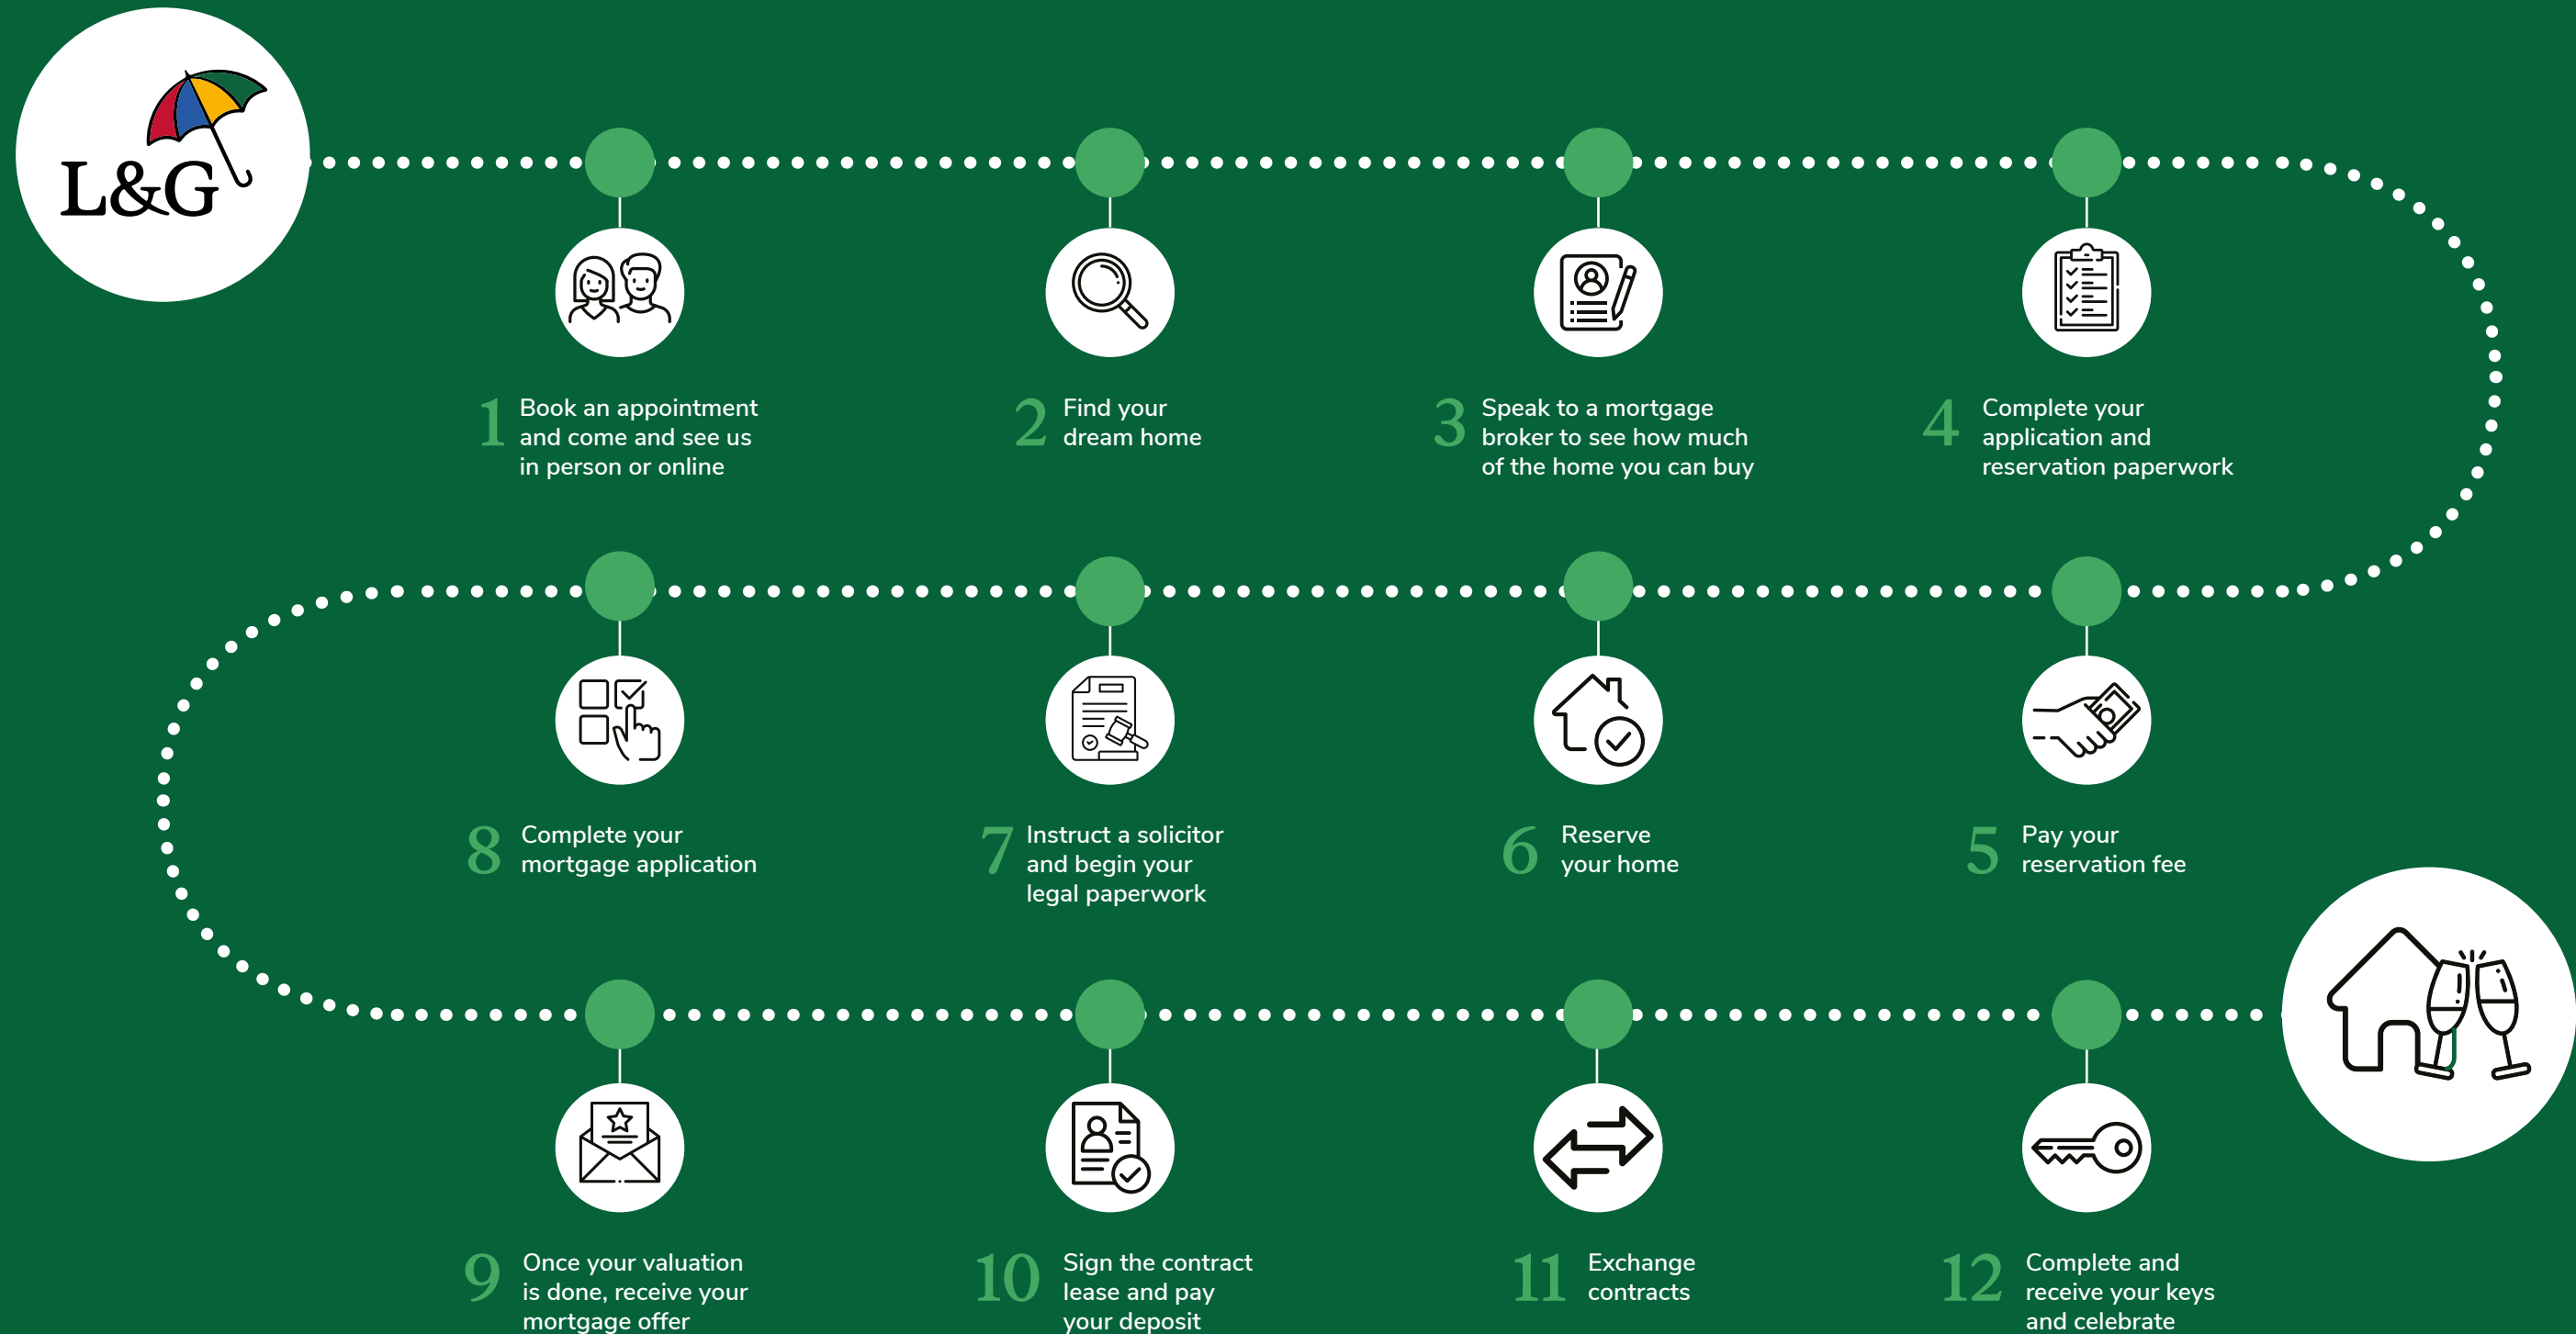 L&G
1 Book an appointment
and come and see us
in person or online
2 Find your
dream home
3 Speak to a mortgage
broker to see how much
of the home you can buy
4 Complete your
application and
reservation paperwork
5 Pay your
reservation fee
6 Reserve
your home
7 Instruct a solicitor
and begin your
legal paperwork
8 Complete your
mortgage application
9 Once your valuation
is done, receive your
mortgage offer
10 Sign the contract
lease and pay
your deposit
11 Exchange
contracts
12 Complete and
receive your keys
and celebrate